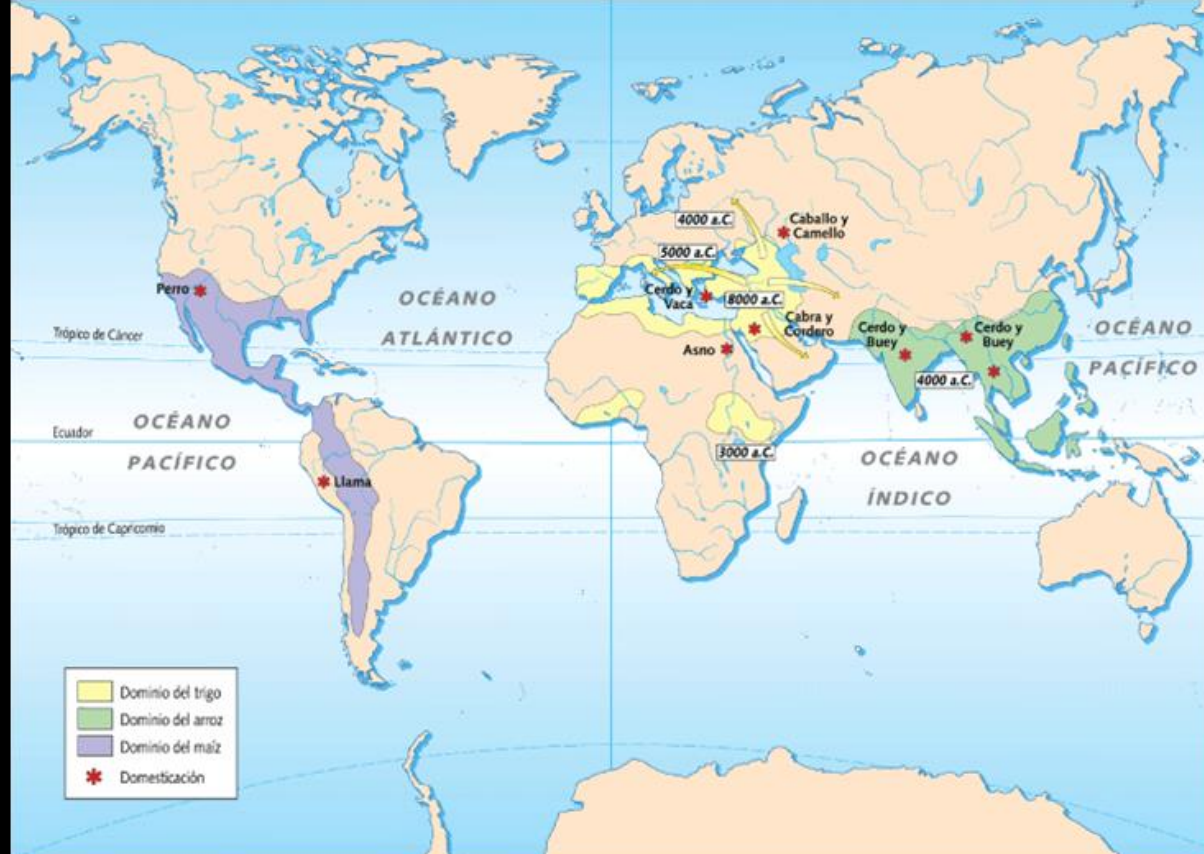 4000 a.C.
Caballo y
Camello
5000 a.C.
Perro
OCÉANO
ATLÁNTICO
Cerdo y
Vaca
8000 a.C.
Cabra y
Cordero
Asno
Cerdo y
Buey
Cerdo y
Buey
4000 a.C.
OCÉANO
PACÍFICO
Trópico de Cáncer
OCÉANO
PACÍFICO
Ecuador
3000 a.C.
OCÉANO
ÍNDICO
Llama
Trópico de Capricornio
Dominio del trigo
Dominio del arroz
Dominio del maíz
Domesticación